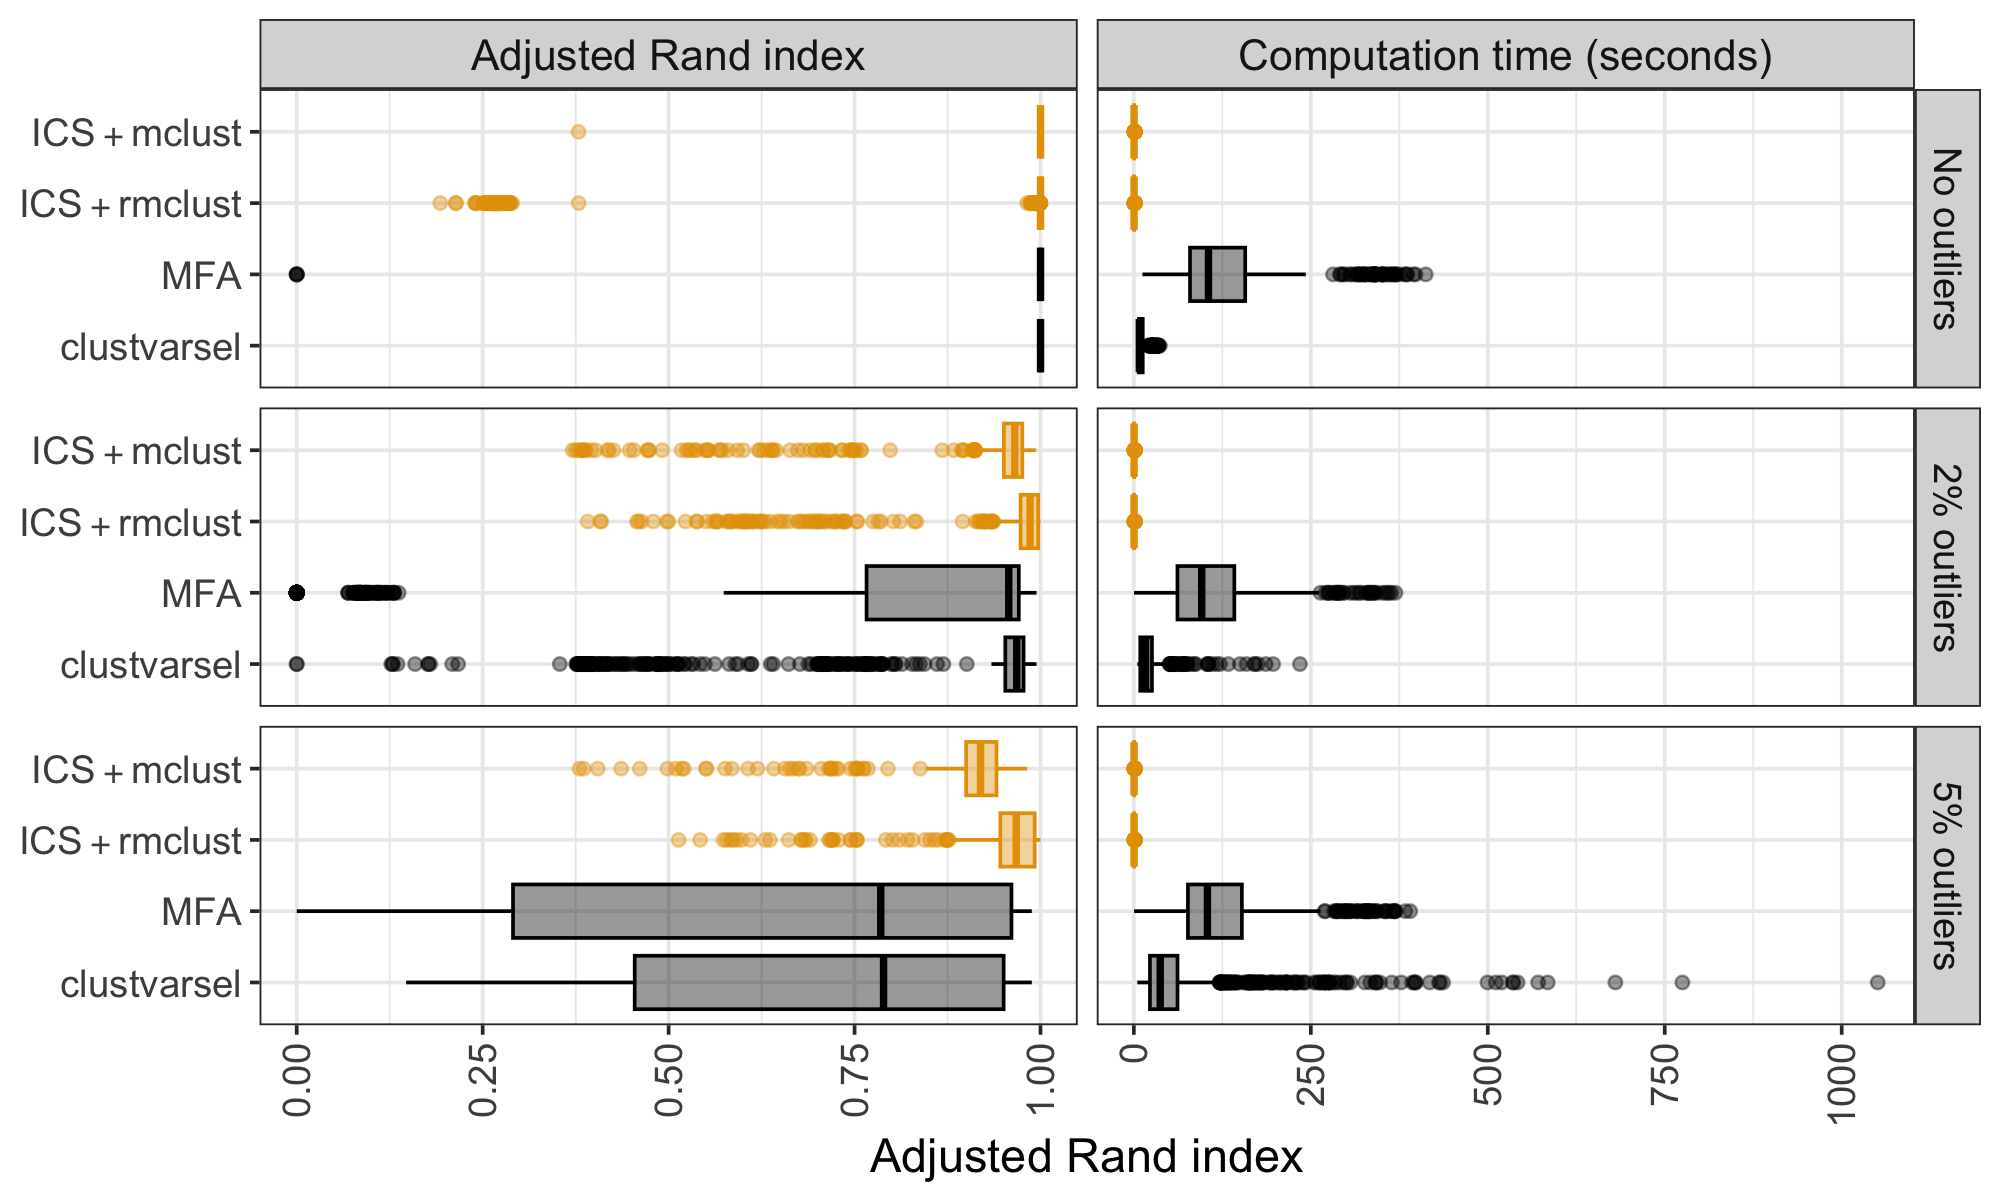 Adjusted Rand index
Computation time (seconds)
ICS + mclust
ICS + rmclust
MFA
clustvarsel
No outliers
ICS + mclust
ICS + rmclust
MFA
clustvarsel
2% outliers
ICS + mclust
ICS + rmclust
MFA
clustvarsel
5% outliers
0.00 0.25 0.50 0.75 1.00
0 250 500 750 1000
Adjusted Rand index